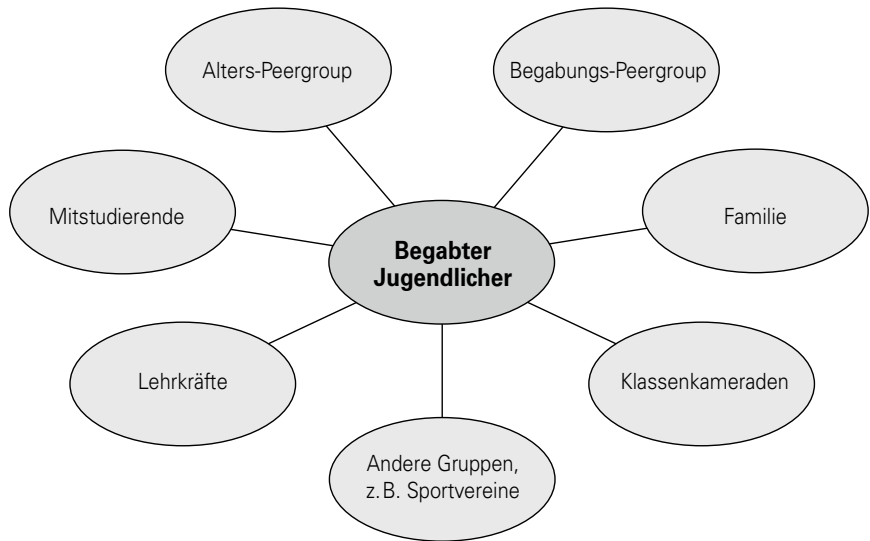 Alters-Peergroup
Begabungs-Peergroup
Mitstudierende
Begabter
Jugendlicher
Familie
Lehrkräfte
Klassenkameraden
Andere Gruppen,
z. B. Sportvereine